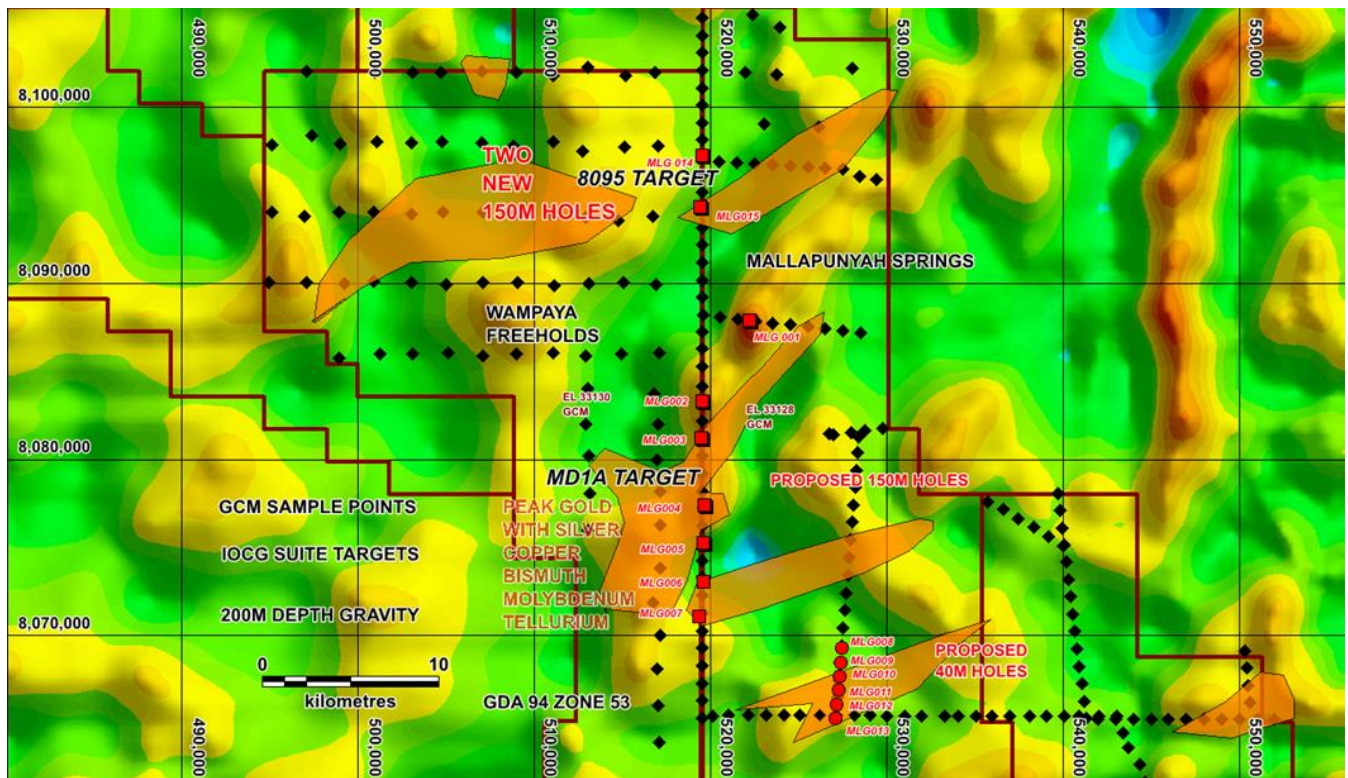 490,000
500,000
510,000
520,000
530,000
540,000
550,000
8,100,000
TWO
NEW
150M HOLES
MLG 014
8095 TARGET
MLG015
MALLAPUNYAH SPRINGS
8,090,000
WAMPAYA
FREEHOLDS
MLG 001
EL 33130
GCM
MLG002
EL 33128
GCM
MLG003
8,080,000
MD1A TARGET
PROPOSED 150M HOLES
GCM SAMPLE POINTS
IOCG SUITE TARGETS
200M DEPTH GRAVITY
PEAK GOLD
WITH SILVER
COPPER
BISMUTH
MOLYBDENUM
TELLURIUM
MLG004
MLG005
MLG006
MLG007
8,070,000
MLG008
MLG009
MLG010
MLG011
MLG012
MLG013
PROPOSED
40M HOLES
0 10
kilometres
GDA 94 ZONE 53
490,000
500,000
510,000
520,000
530,000
540,000
550,000